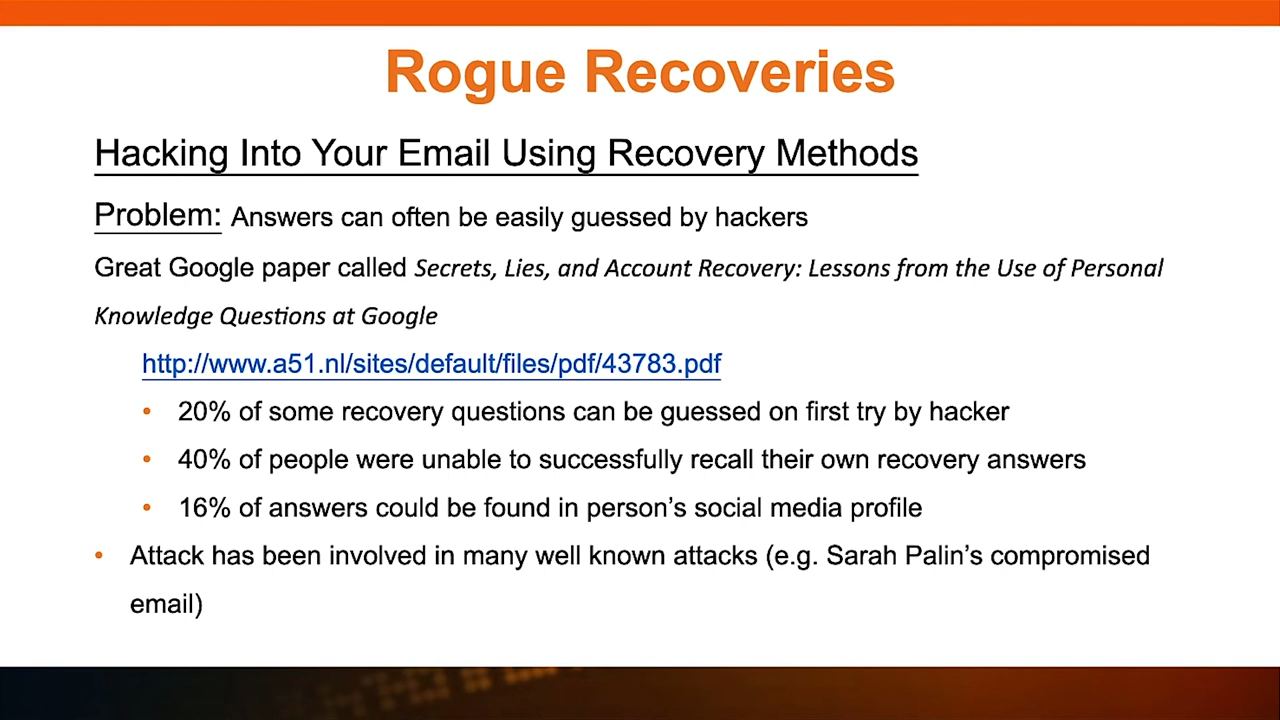 Rogue Recoveries
Hacking Into Your Email Using Recovery Methods
Problem: Answers can often be easily guessed by hackers
Great Google paper called Secrets, Lies, and Account Recovery: Lessons from the Use of Personal
Knowledge Questions at Google
http://www.a51.nl/sites/default/files/pdf/43783.pdf
• 20% of some recovery questions can be guessed on first try by hacker
• 40% of people were unable to successfully recall their own recovery answers
• 16% of answers could be found in person’s social media profile
• Attack has been involved in many well known attacks (e.g. Sarah Palin’s compromised
email)